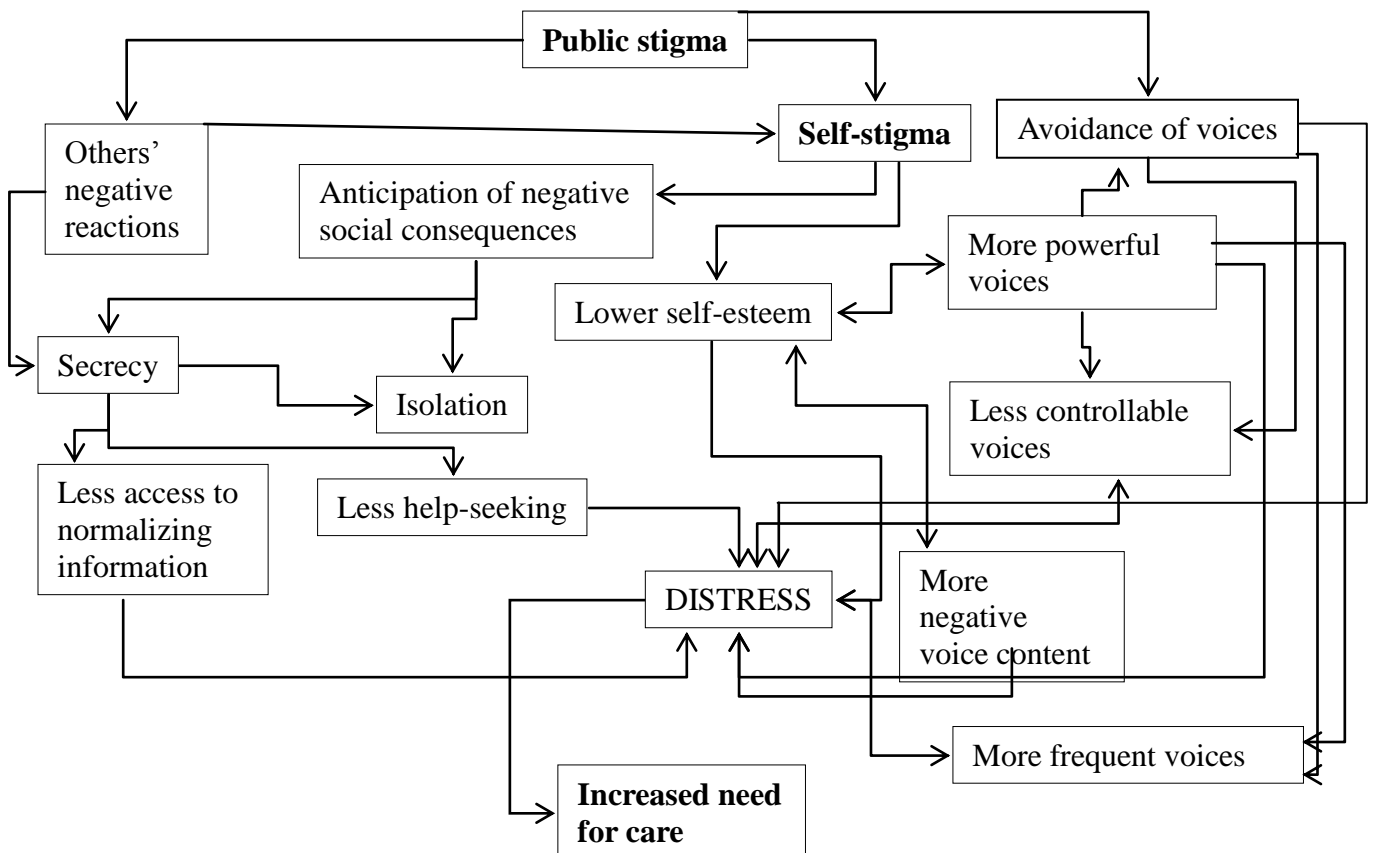 Public stigma
Others’
negative
reactions
Self-stigma
Avoidance of voices
Anticipation of negative
social consequences
More powerful
voices
Lower self-esteem
Secrecy
Isolation
Less controllable
voices
Less access to
normalizing
information
Less help-seeking
DISTRESS
More
negative
voice content
More frequent voices
Increased need
for care